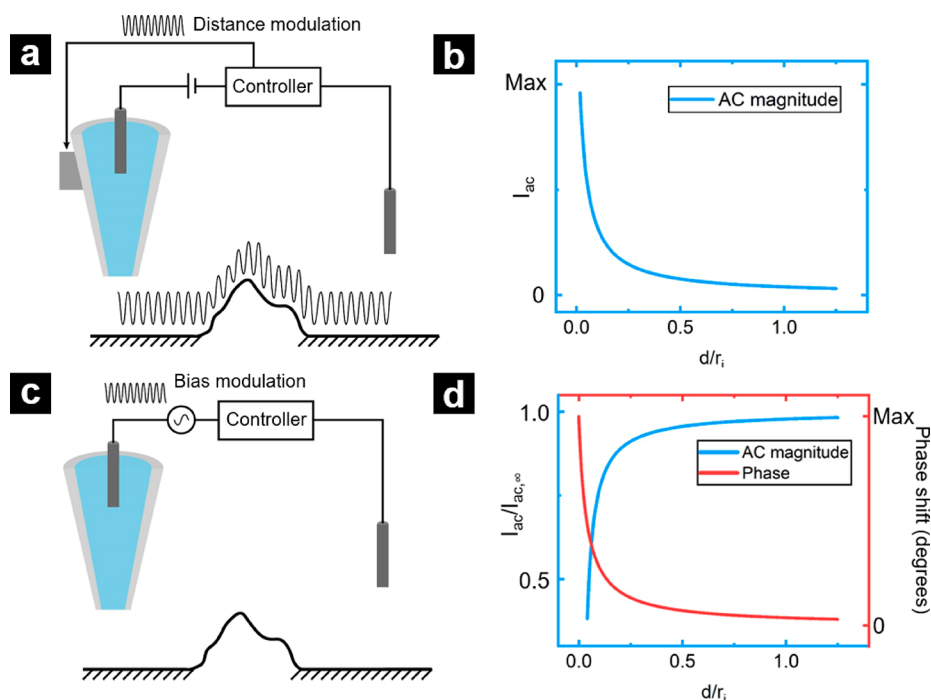 a
Distance modulation
Controller
b
Max
AC magnitude
I_ac
0
0.0
0.5
1.0
d/r_i
c
Bias modulation
Controller
d
1.0
Max
AC magnitude
Phase
I_ac/I_ac,∞
Phase shift (degrees)
0.5
0
0.0
0.5
1.0
d/r_i